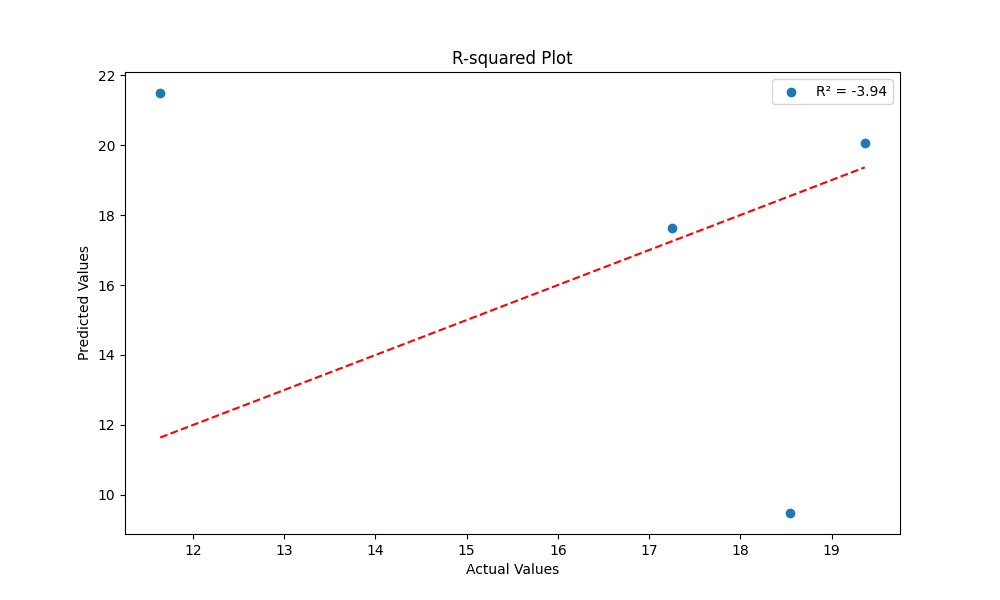 R-squared Plot
R² = -3.94
22
20
18
16
14
12
10
Predicted Values
12 13 14 15 16 17 18 19
Actual Values